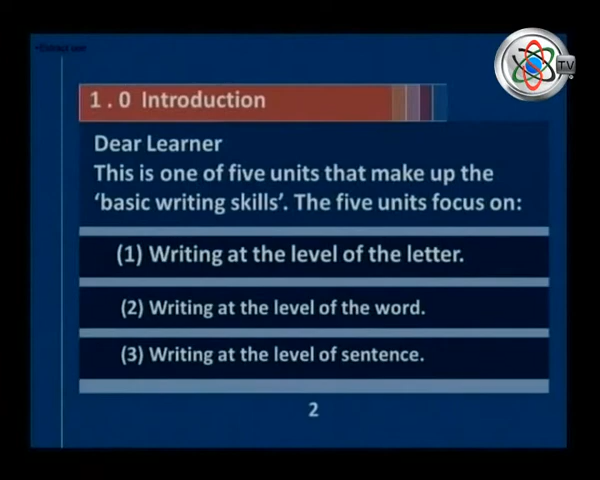 1.0 Introduction
Dear Learner
This is one of five units that make up the
‘basic writing skills’. The five units focus on:
(1) Writing at the level of the letter.
(2) Writing at the level of the word.
(3) Writing at the level of sentence.
2
TV